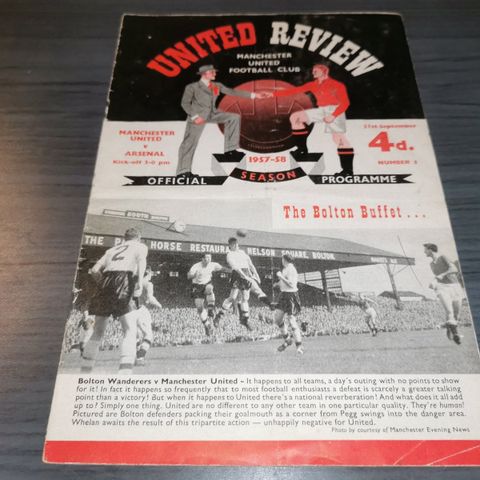 UNITED REVIEW
MANCHESTER
UNITED
FOOTBALL CLUB
MANCHESTER
UNITED
v
ARSENAL
Kick-off 3-0 pm
21st September
4d.
NUMBER 3
1957-58
OFFICIAL SEASON PROGRAMME
The Bolton Buffet...
HORSE RESTAURANT NELSON SQUARE, BOLTON
2
Bolton Wanderers v Manchester United - It happens to all teams, a day's outing with no points to show
for it! In fact it happens so frequently that to most football enthusiasts a defeat is scarcely a greater talking
point than a victory! But when it happens to United there's a national reverberation! And what does it all add
up to? Simply one thing. United are no different to any other team in one particular quality. They're human!
Pictured are Bolton defenders packing their goalmouth as a corner from Pegg swings into the danger area.
Whelan awaits the result of this tripartite action — unhappily negative for United.
Photo by courtesy of Manchester Evening News